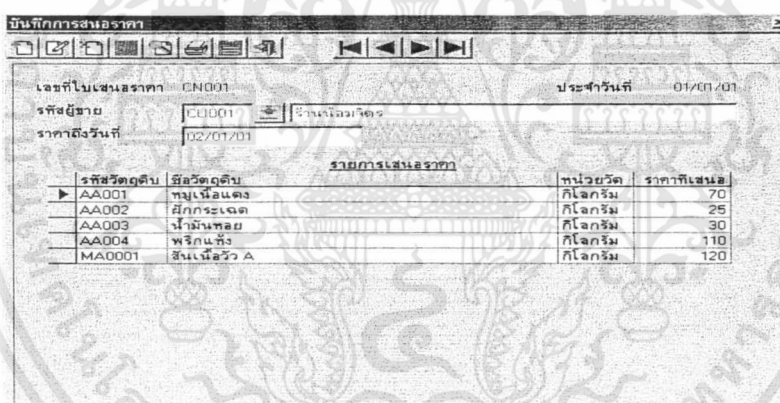 บันทึกการเสนอราคา
เลขที่ใบเสนอราคา CN001 ประจำวันที่ 01/01/01
รหัสผู้ขาย C0001
ราคาถึงวันที่ 02/01/01
รายการเสนอราคา
รหัสวัตถุดิบ ชื่อวัตถุดิบ หน่วยวัด ราคาที่เสนอ
AA001 หมูเนื้อแดง กิโลกรัม 70
AA002 ผักกระเฉด กิโลกรัม 25
AA003 น้ำมันหอย กิโลกรัม 30
AA004 พริกแห้ง กิโลกรัม 110
MA0001 สันเนื้อวัว A กิโลกรัม 120